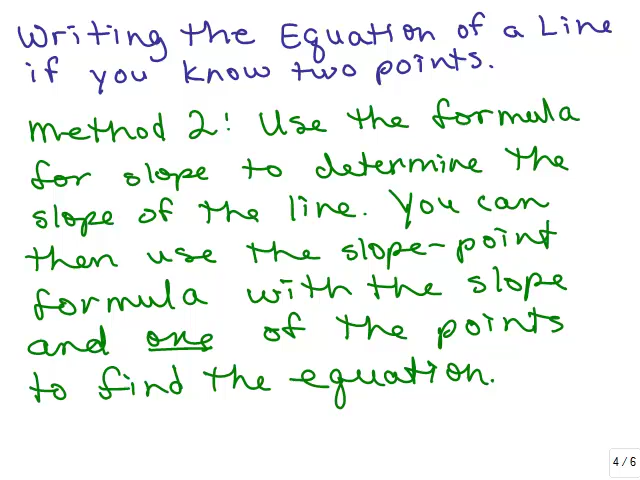 Writing the Equation of a Line
if you know two points.
Method 2: Use the formula
for slope to determine the
slope of the line. You can
then use the slope-point
formula with the slope
and one of the points
to find the equation.
4 / 6